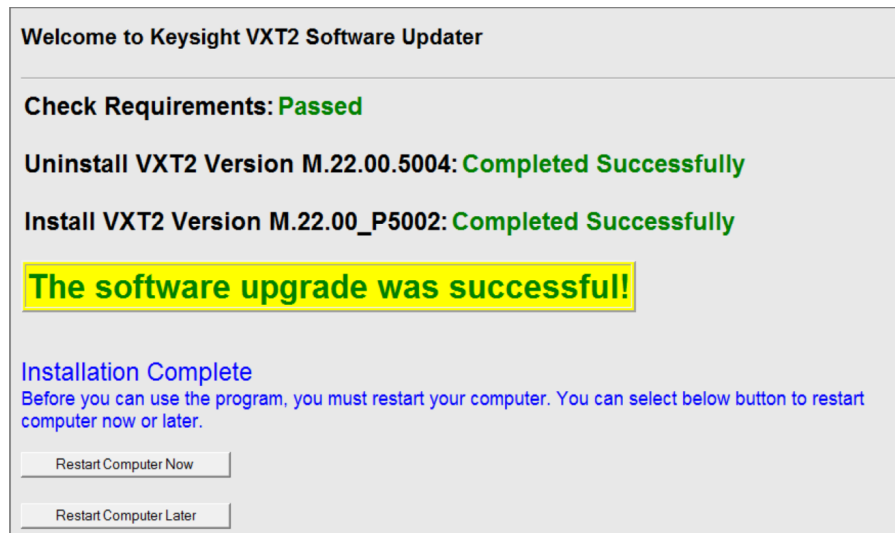 Welcome to Keysight VXT2 Software Updater
Check Requirements: Passed
Uninstall VXT2 Version M.22.00.5004: Completed Successfully
Install VXT2 Version M.22.00_P5002: Completed Successfully
The software upgrade was successful!
Installation Complete
Before you can use the program, you must restart your computer. You can select below button to restart
computer now or later.
Restart Computer Now
Restart Computer Later